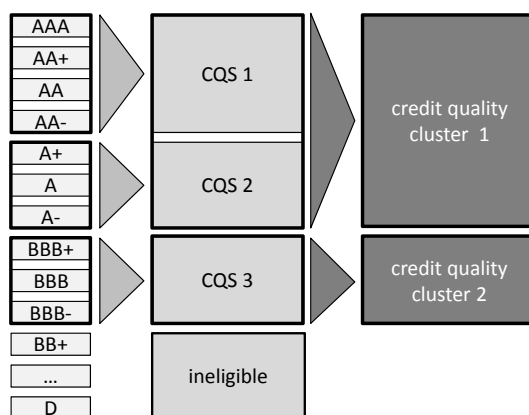 AAA
AA+
AA
AA-
A+
A
A-
BBB+
BBB
BBB-
BB+
...
D
CQS 1
CQS 2
CQS 3
ineligible
credit quality
cluster 1
credit quality
cluster 2